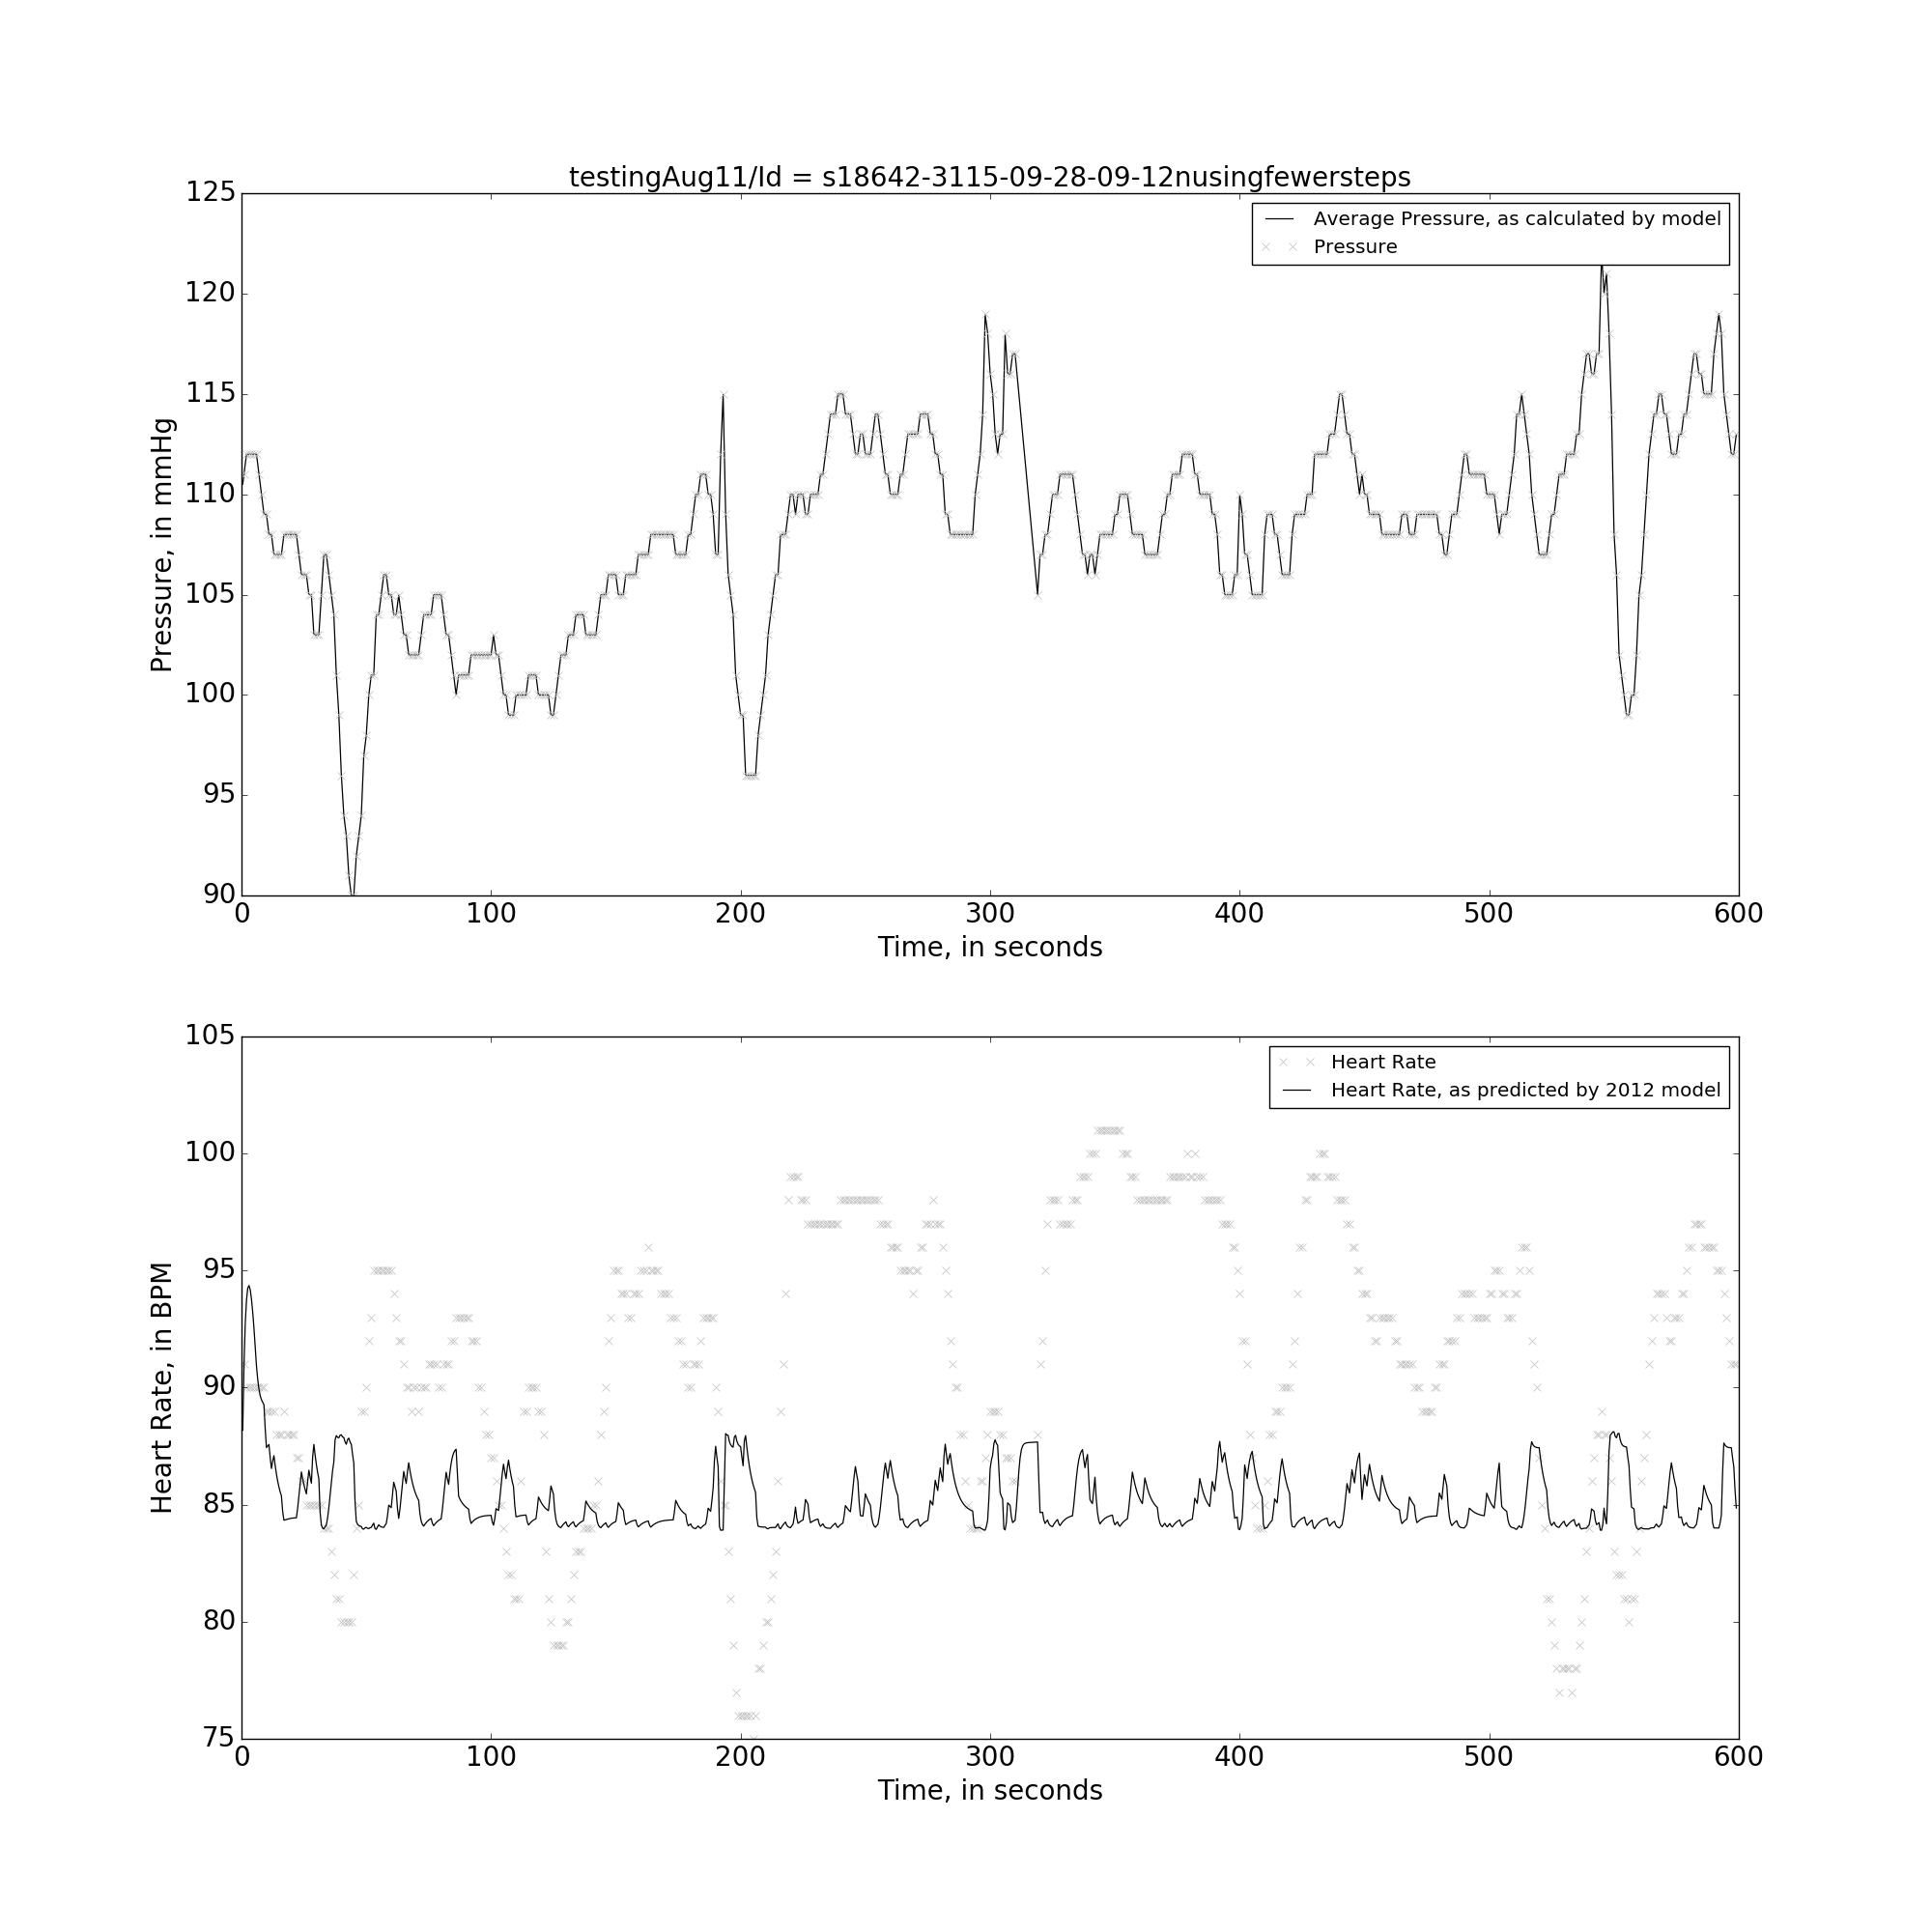 testingAug11/Id = s18642-3115-09-28-09-12nusingfewersteps
125
120
115
110
105
100
95
90
Pressure, in mmHg
Average Pressure, as calculated by model
Pressure
0 100 200 300 400 500 600
Time, in seconds
105
100
95
90
85
80
75
Heart Rate, in BPM
Heart Rate
Heart Rate, as predicted by 2012 model
0 100 200 300 400 500 600
Time, in seconds